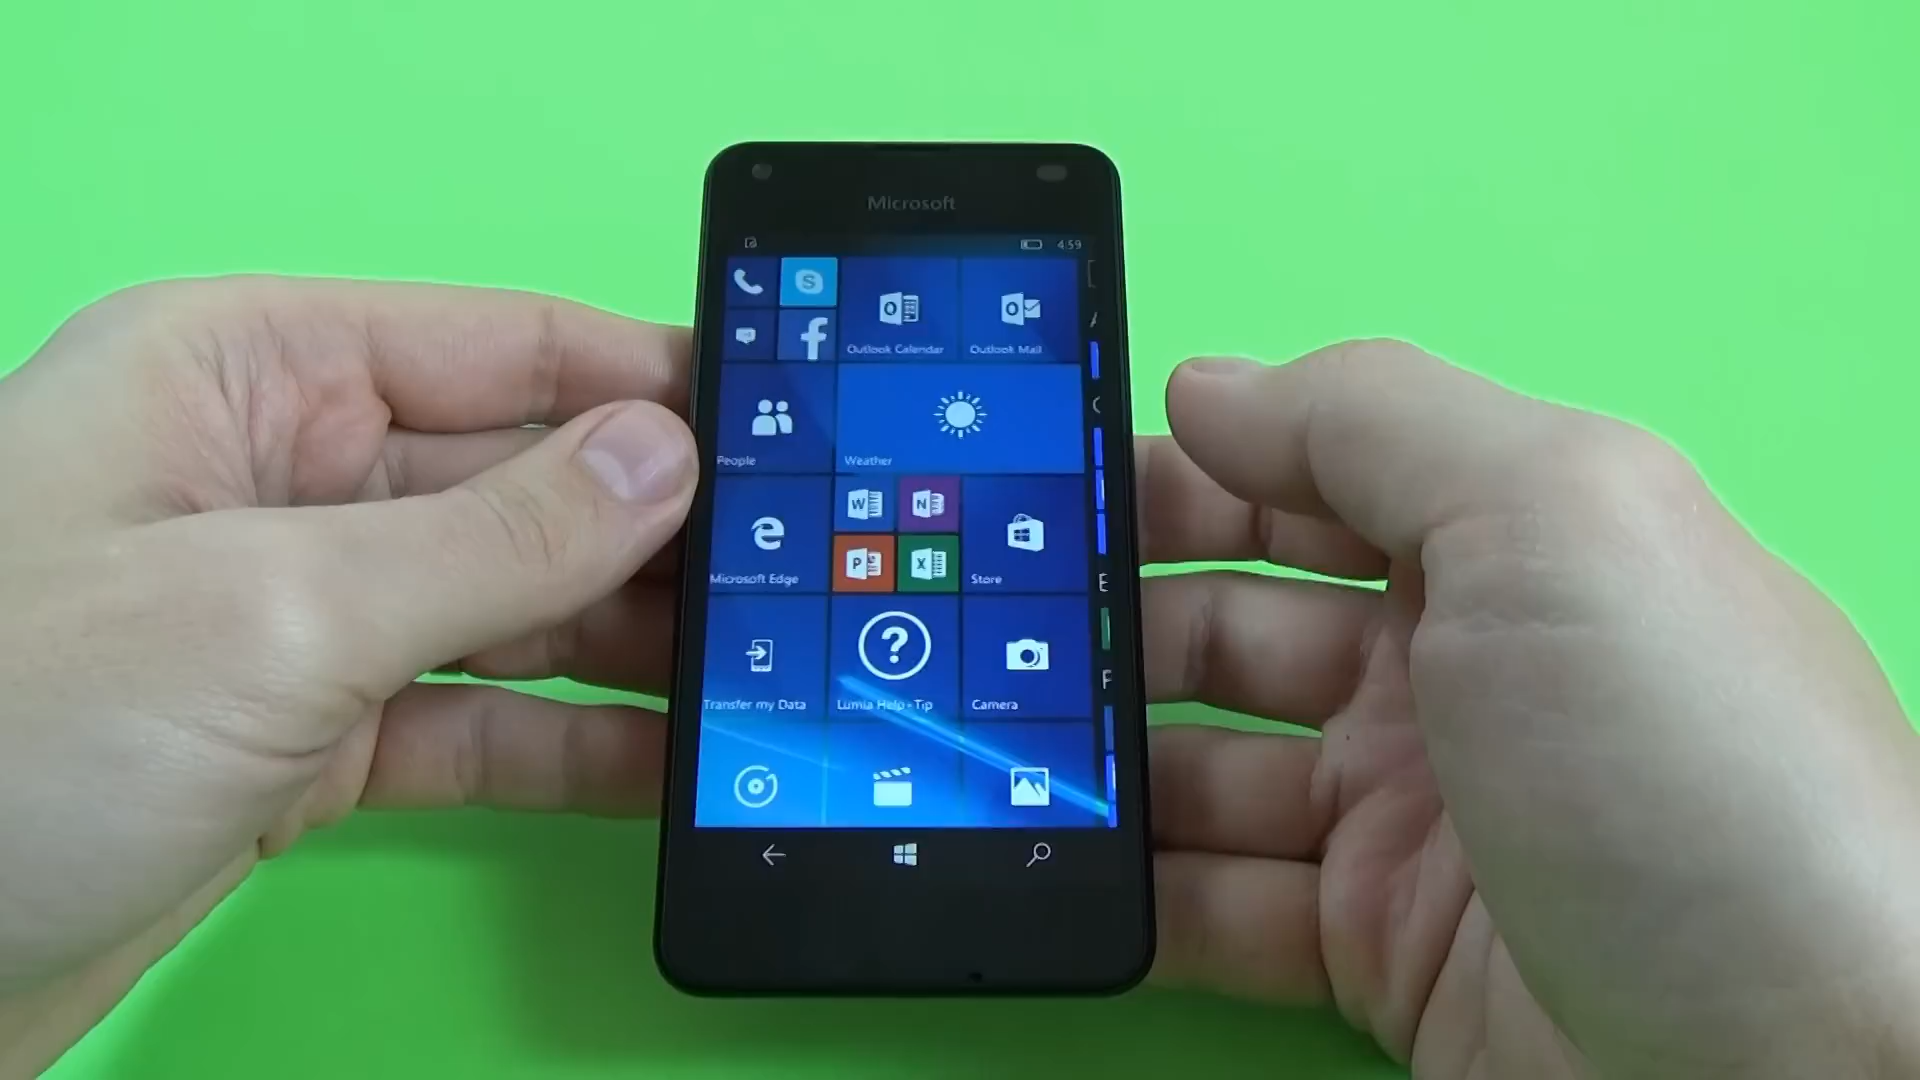 Microsoft
4:59
S
f
Outlook Calendar
Outlook Mail
People
Weather
W
N
Microsoft Edge
P
X
Store
E
?
Transfer my Data
Lumia Help+Tip
Camera